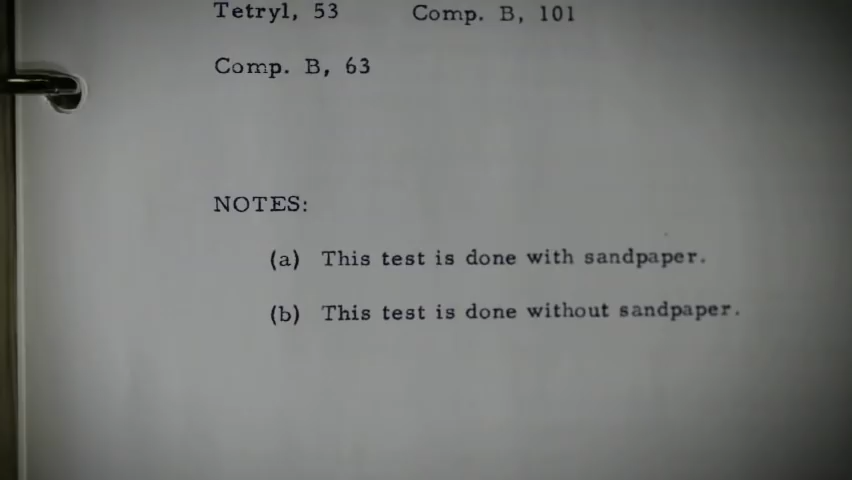 Tetryl, 53 Comp. B, 101
Comp. B, 63
NOTES:
(a) This test is done with sandpaper.
(b) This test is done without sandpaper.